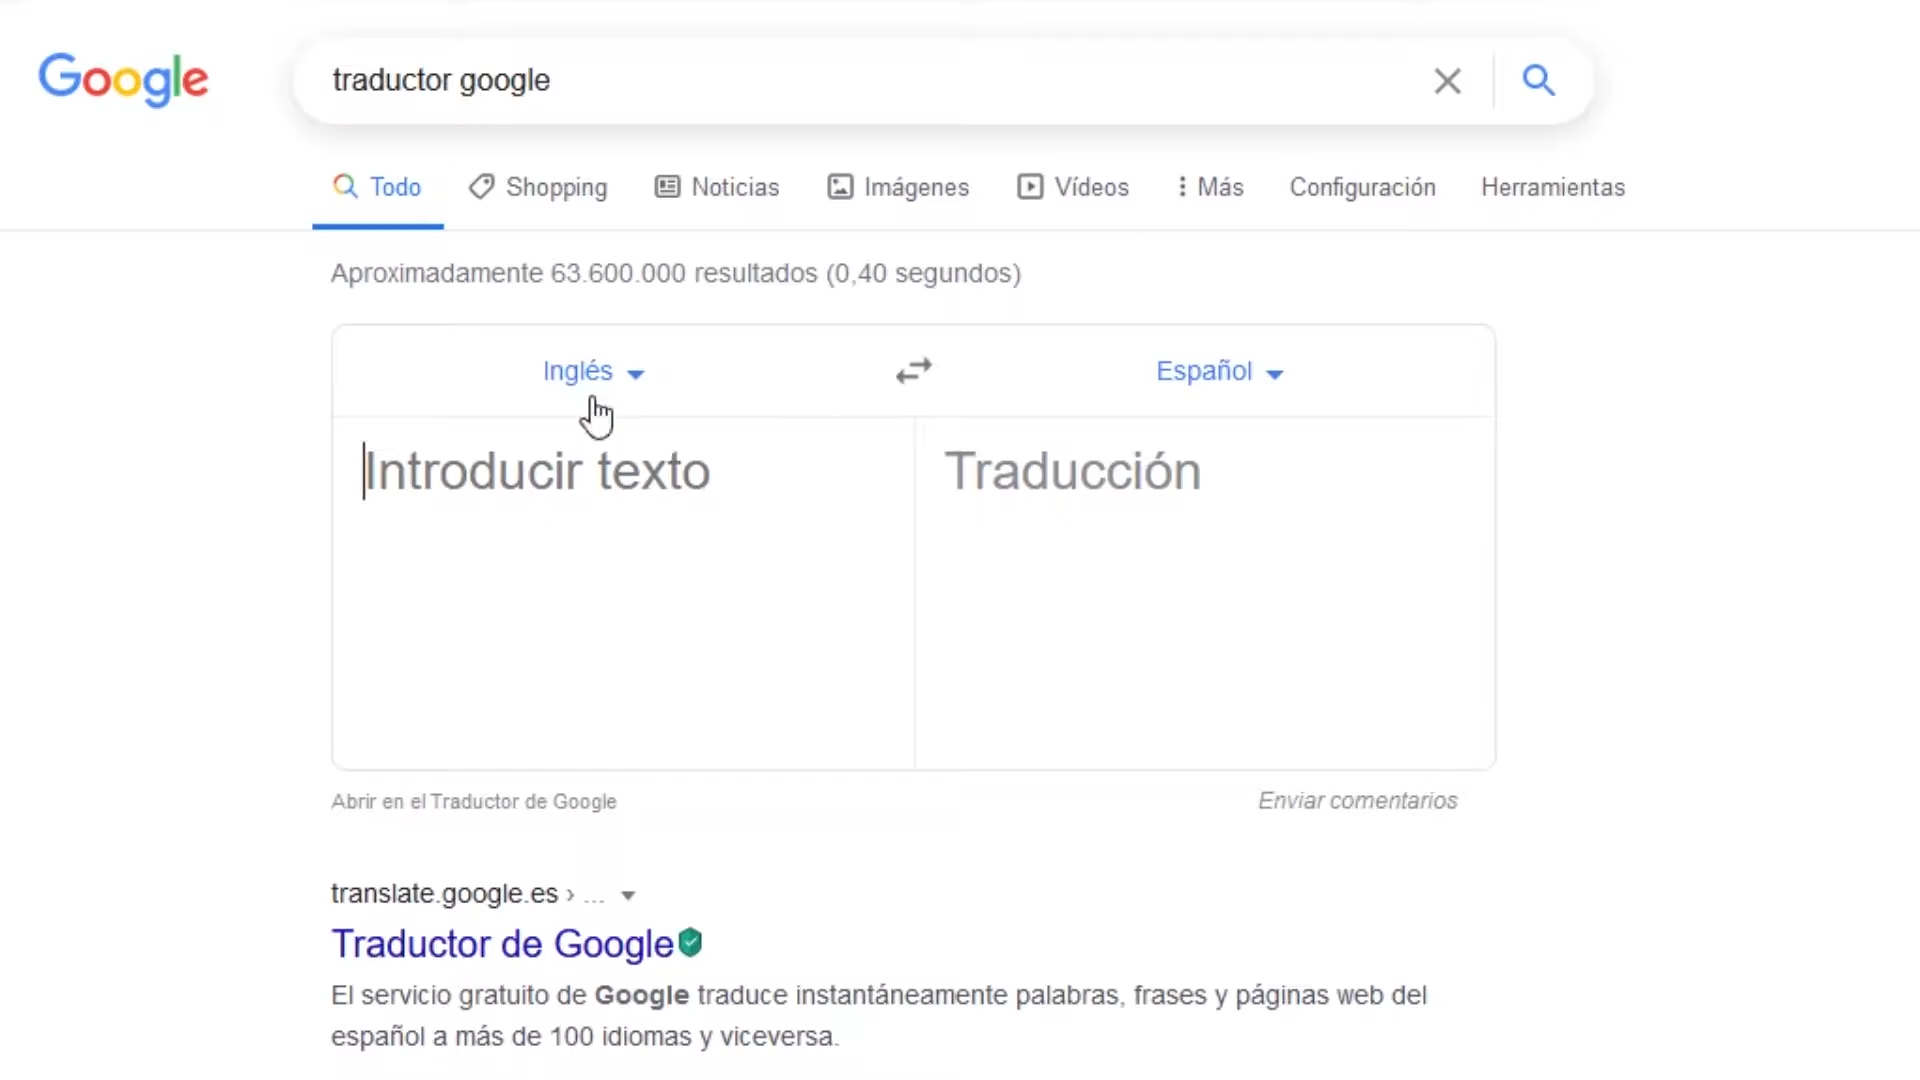 Google
traductor google
Todo Shopping Noticias Imágenes Vídeos Más Configuración Herramientas
Aproximadamente 63.600.000 resultados (0,40 segundos)
Inglés Español
Introducir texto Traducción
Abrir en el Traductor de Google Enviar comentarios
translate.google.es › ...
Traductor de Google
El servicio gratuito de Google traduce instantáneamente palabras, frases y páginas web del
español a más de 100 idiomas y viceversa.